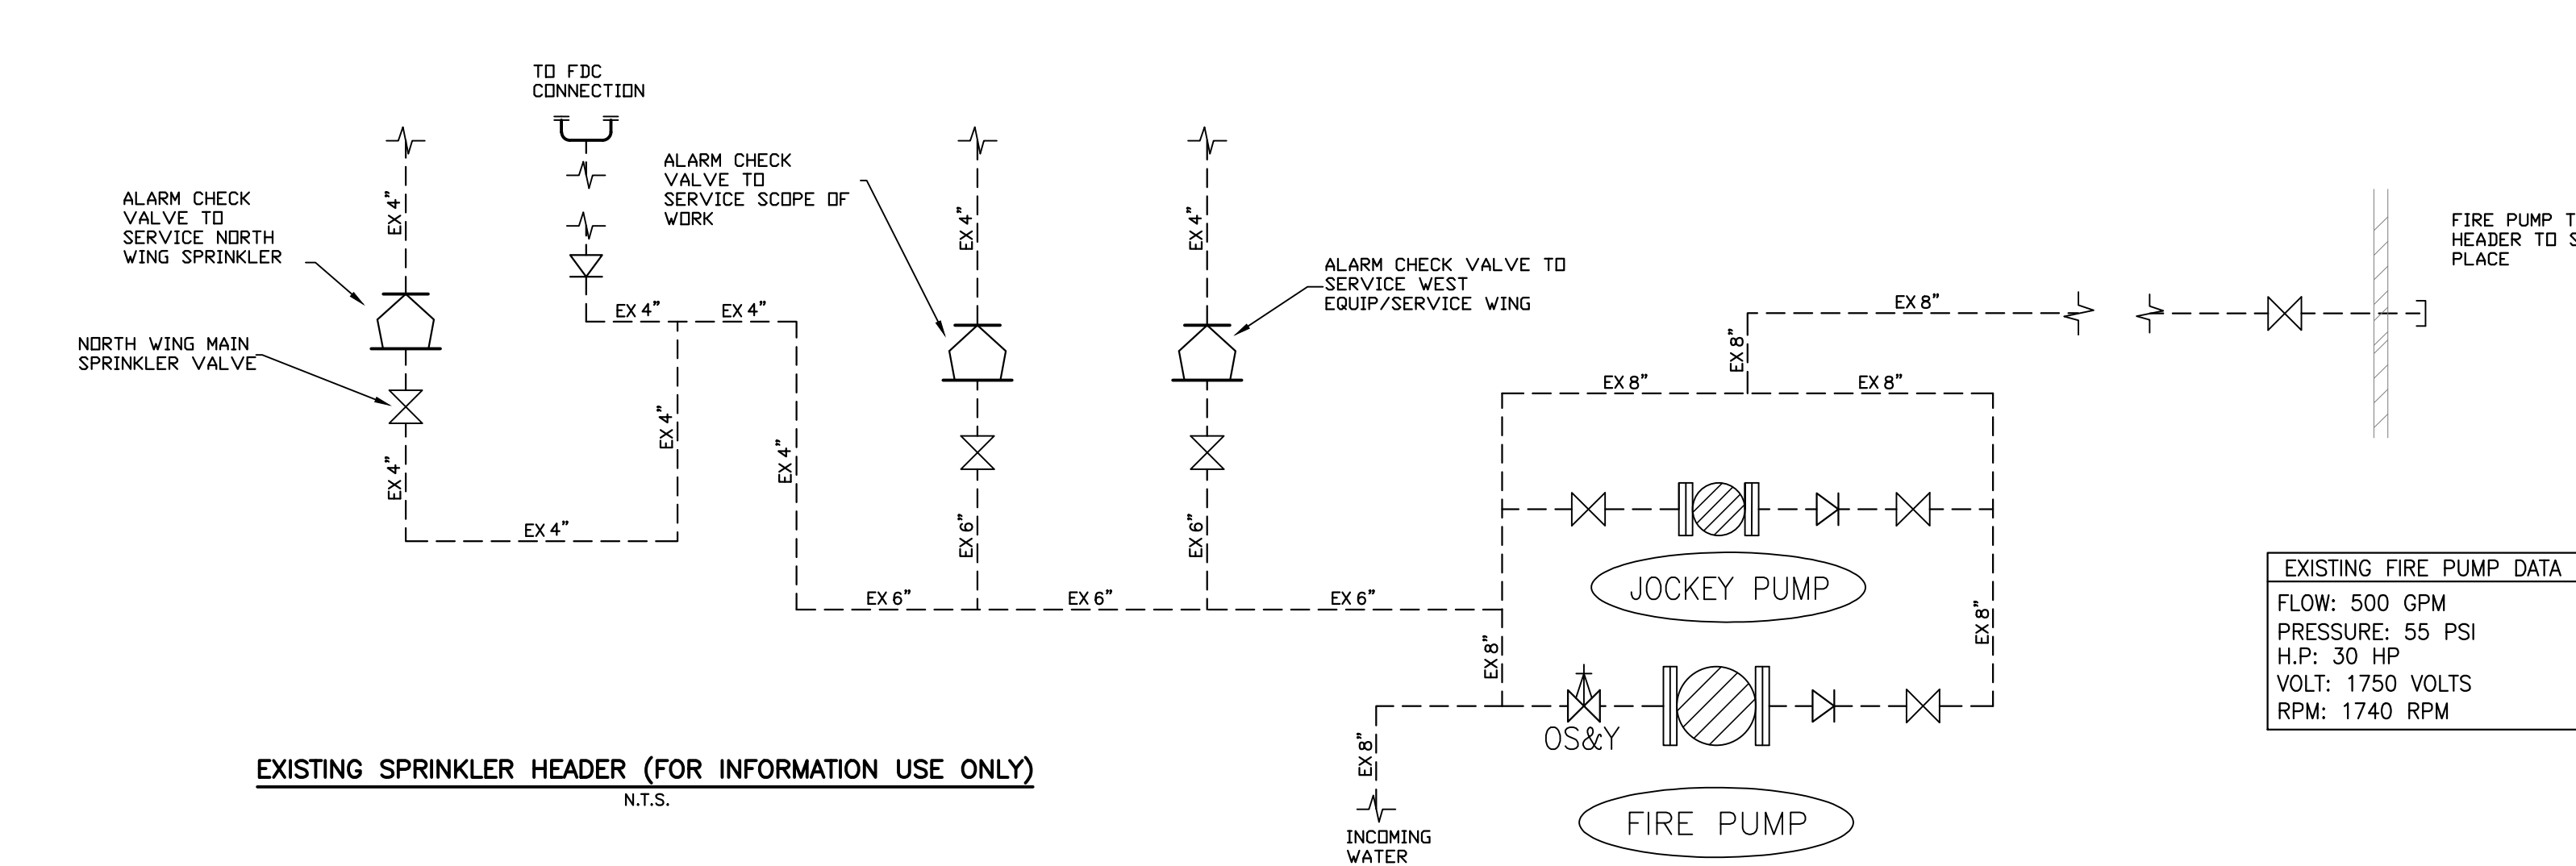 TO FDC
CONNECTION
ALARM CHECK
VALVE TO
SERVICE SCOPE OF
WORK
ALARM CHECK
VALVE TO
SERVICE NORTH
WING SPRINKLER
EX 4"
EX 4"
EX 4"
FIRE PUMP
HEADER TO
PLACE
ALARM CHECK VALVE TO
SERVICE WEST
EQUIP/SERVICE WING
EX 4"
EX 4"
EX 8"
NORTH WING MAIN
SPRINKLER VALVE
EX 8"
EX 8"
EX 8"
EX 4"
EX 4"
EX 4"
EX 4"
EX 6"
EX 6"
EX 6"
EX 6"
EX 6"
JOCKEY PUMP
EX 8"
EX 8"
EXISTING FIRE PUMP DATA
FLOW: 500 GPM
PRESSURE: 55 PSI
H.P: 30 HP
VOLT: 1750 VOLTS
RPM: 1740 RPM
OS&Y
EX 8"
EXISTING SPRINKLER HEADER (FOR INFORMATION USE ONLY)
N.T.S.
FIRE PUMP
INCOMING
WATER